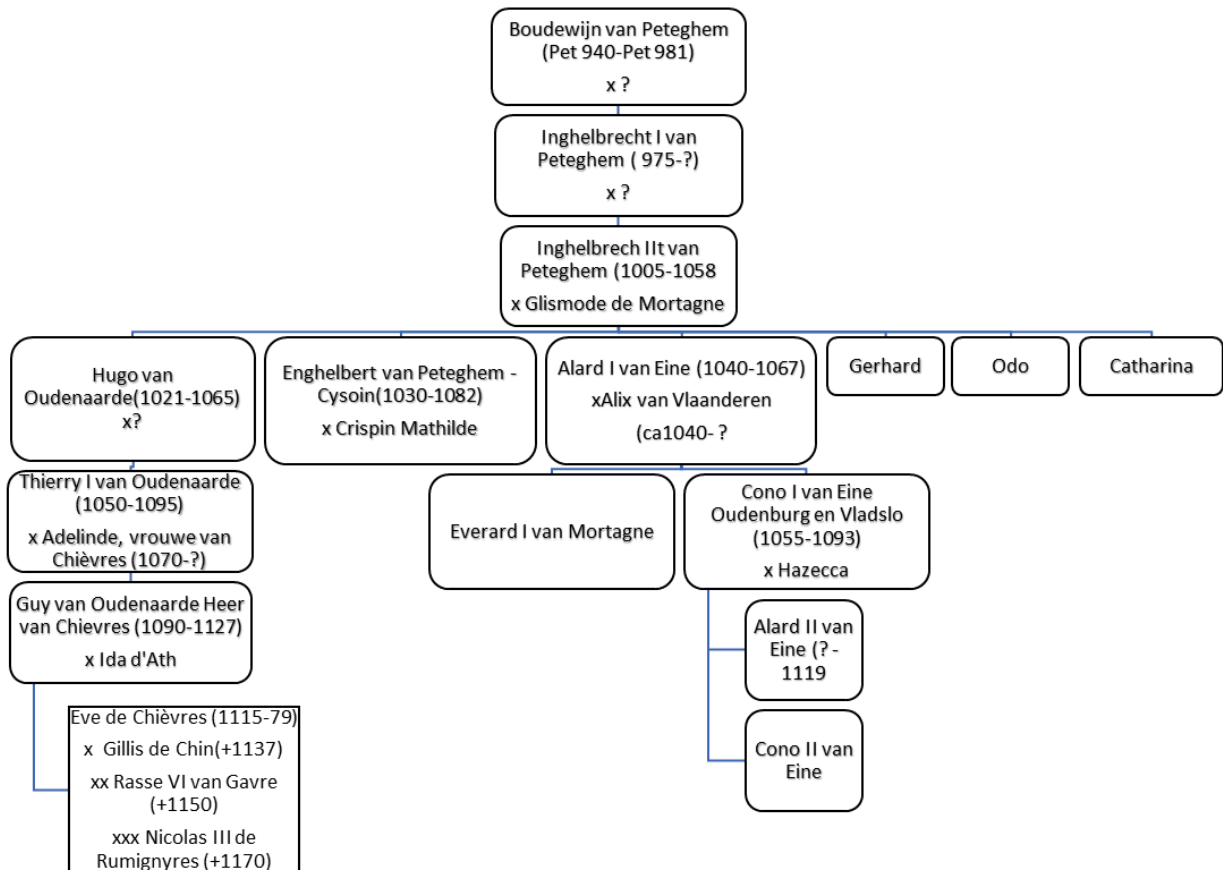 Boudewijn van Peteghem
(Pet 940-Pet 981)
x ?
Inghelbrecht I van
Peteghem ( 975-?)
x ?
Inghelbrech IIt van
Peteghem (1005-1058
x Glismode de Mortagne
Hugo van
Oudenaarde(1021-1065)
x?
Enghelbert van Peteghem -
Cysoin(1030-1082)
x Crispin Mathilde
Alard I van Eine (1040-1067)
xAlix van Vlaanderen
(ca1040- ?
Gerhard
Odo
Catharina
Thierry I van Oudenaarde
(1050-1095)
x Adelinde, vrouwe van
Chièvres (1070-?)
Everard I van Mortagne
Cono I van Eine
Oudenburg en Vladslo
(1055-1093)
x Hazecca
Guy van Oudenaarde Heer
van Chievres (1090-1127)
x Ida d'Ath
Alard II van
Eine (? -
1119
Eve de Chièvres (1115-79)
x  Gillis de Chin(+1137)
xx Rasse VI van Gavre
(+1150)
xxx Nicolas III de
Rumignyres (+1170)
Cono II van
Eine